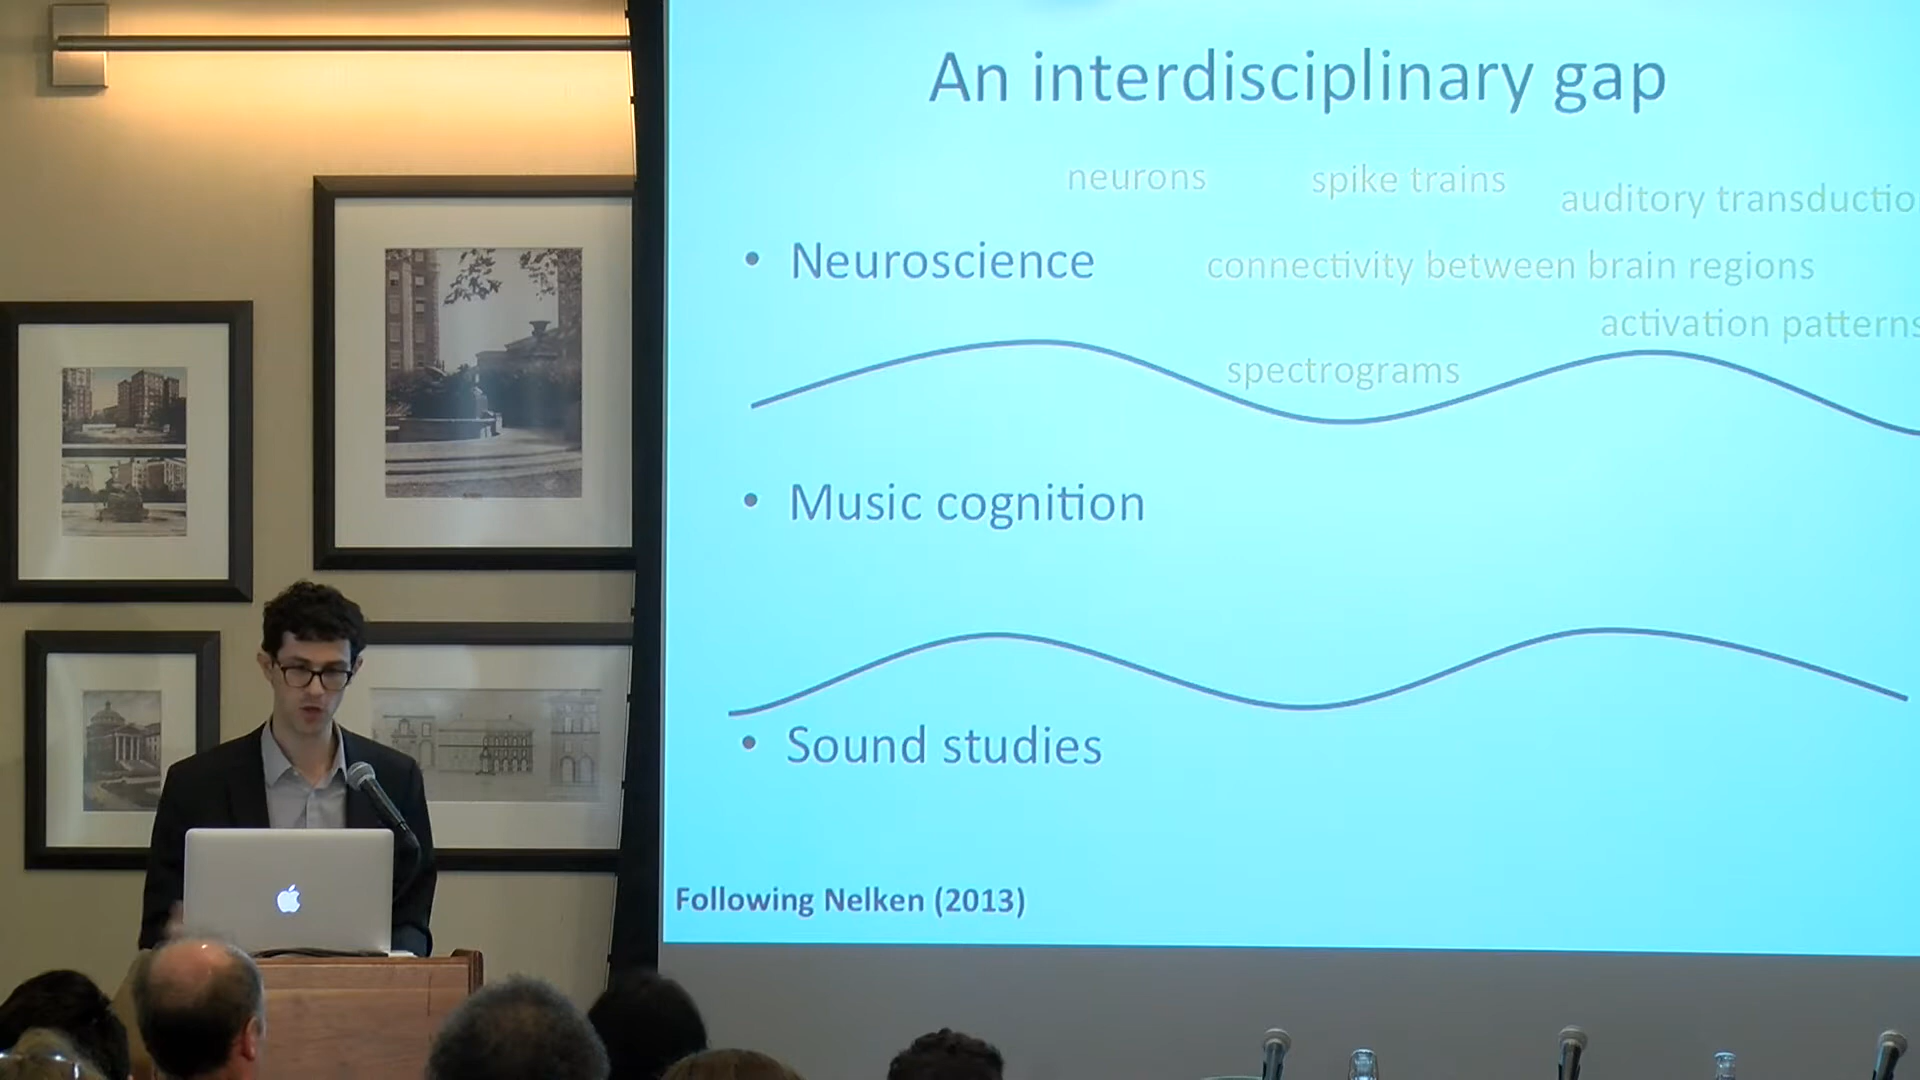 An interdisciplinary gap
neurons
spike trains
auditory transductio
• Neuroscience
connectivity between brain regions
activation patterns
spectrograms
• Music cognition
• Sound studies
Following Nelken (2013)